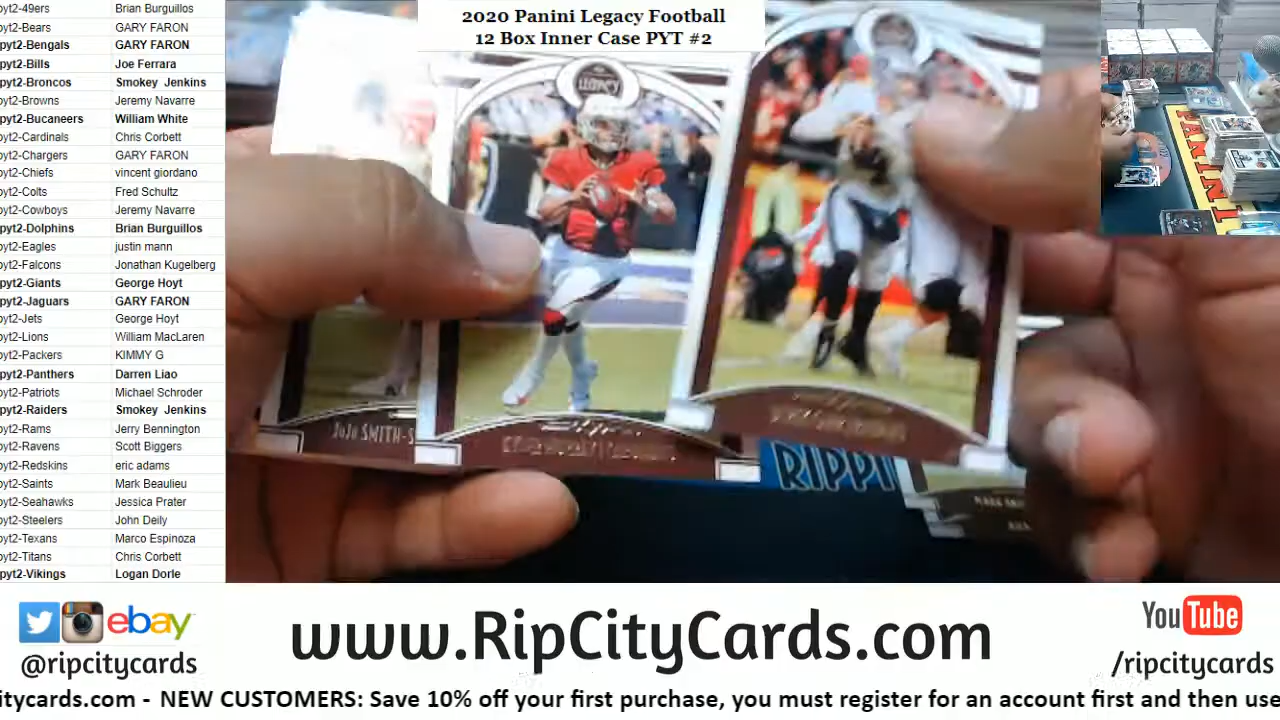 2020 Panini Legacy Football
12 Box Inner Case PYT #2
pyt2-49ers Brian Burguillos
pyt2-Bears GARY FARON
pyt2-Bengals GARY FARON
pyt2-Bills Joe Ferrara
pyt2-Broncos Smokey Jenkins
pyt2-Browns Jeremy Navarre
pyt2-Bucaneers William White
pyt2-Cardinals Chris Corbett
pyt2-Chargers GARY FARON
pyt2-Chiefs vincent giordano
pyt2-Colts Fred Schultz
pyt2-Cowboys Jeremy Navarre
pyt2-Dolphins Brian Burguillos
pyt2-Eagles justin mann
pyt2-Falcons Jonathan Kugelberg
pyt2-Giants George Hoyt
pyt2-Jaguars GARY FARON
pyt2-Jets George Hoyt
pyt2-Lions William MacLaren
pyt2-Packers KIMMY G
pyt2-Panthers Darren Liao
pyt2-Patriots Michael Schroder
pyt2-Raiders Smokey Jenkins
pyt2-Rams Jerry Bennington
pyt2-Ravens Scott Biggers
pyt2-Redskins eric adams
pyt2-Saints Mark Beaulieu
pyt2-Seahawks Jessica Prater
pyt2-Steelers John Deily
pyt2-Texans Marco Espinoza
pyt2-Titans Chris Corbett
pyt2-Vikings Logan Dorle
LEGACY
JuJu SMITH-S
RIPPI
PANINI
ebay
@ripcitycards
www.RipCityCards.com
YouTube
/ripcitycards
citycards.com - NEW CUSTOMERS: Save 10% off your first purchase, you must register for an account first and then use